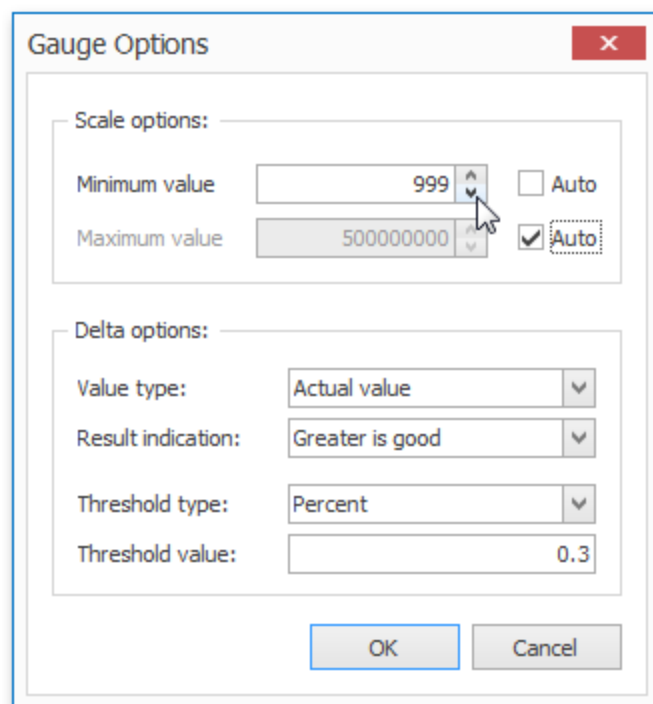 Gauge Options
Scale options:
Minimum value 999 Auto
Maximum value 500000000 Auto
Delta options:
Value type: Actual value
Result indication: Greater is good
Threshold type: Percent
Threshold value: 0.3
OK Cancel